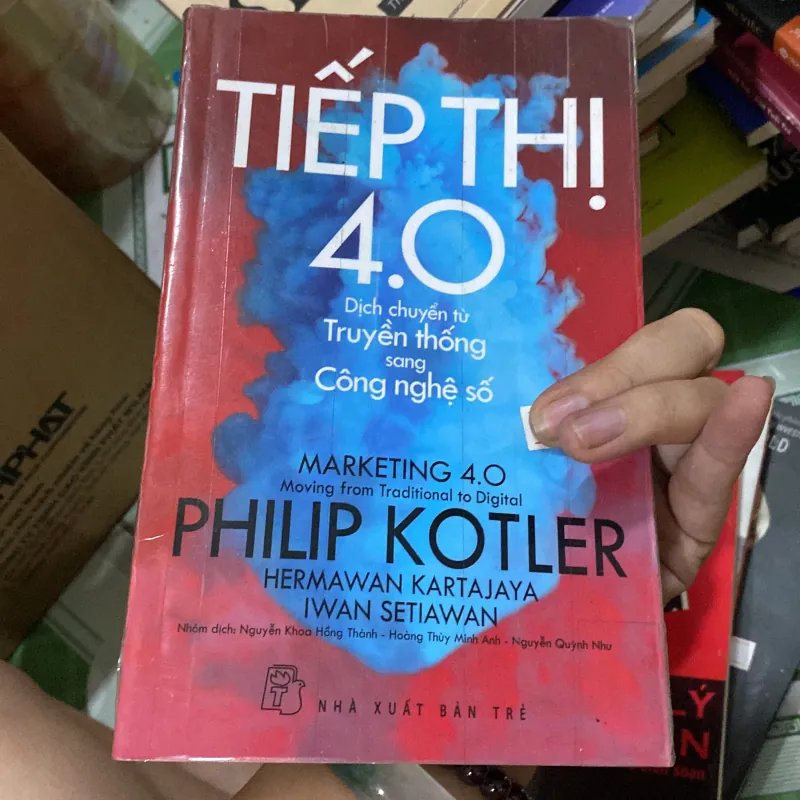 TIẾP THỊ
4.0
Dịch chuyển từ
Truyền thống
sang
Công nghệ số
MARKETING 4.0
Moving from Traditional to Digital
PHILIP KOTLER
HERMAWAN KARTAJAYA
IWAN SETIAWAN
Nhóm dịch: Nguyễn Khoa Hồng Thành - Hoàng Thùy Minh Anh - Nguyễn Quỳnh Như
NHÀ XUẤT BẢN TRẺ